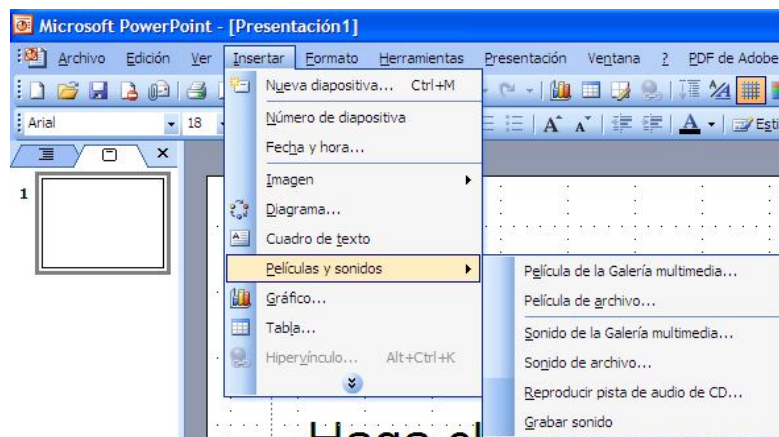 Microsoft PowerPoint - [Presentación1]
Archivo Edición Ver Insertar Formato Herramientas Presentación Ventana ? PDF de Adobe
Nueva diapositiva... Ctrl+M
Arial 18
Número de diapositiva
Fecha y hora...
Imagen
1
Diagrama...
Cuadro de texto
Películas y sonidos
Película de la Galería multimedia...
Gráfico...
Película de archivo...
Tabla...
Sonido de la Galería multimedia...
Hipervínculo... Alt+Ctrl+K
Sonido de archivo...
Reproducir pista de audio de CD...
Grabar sonido